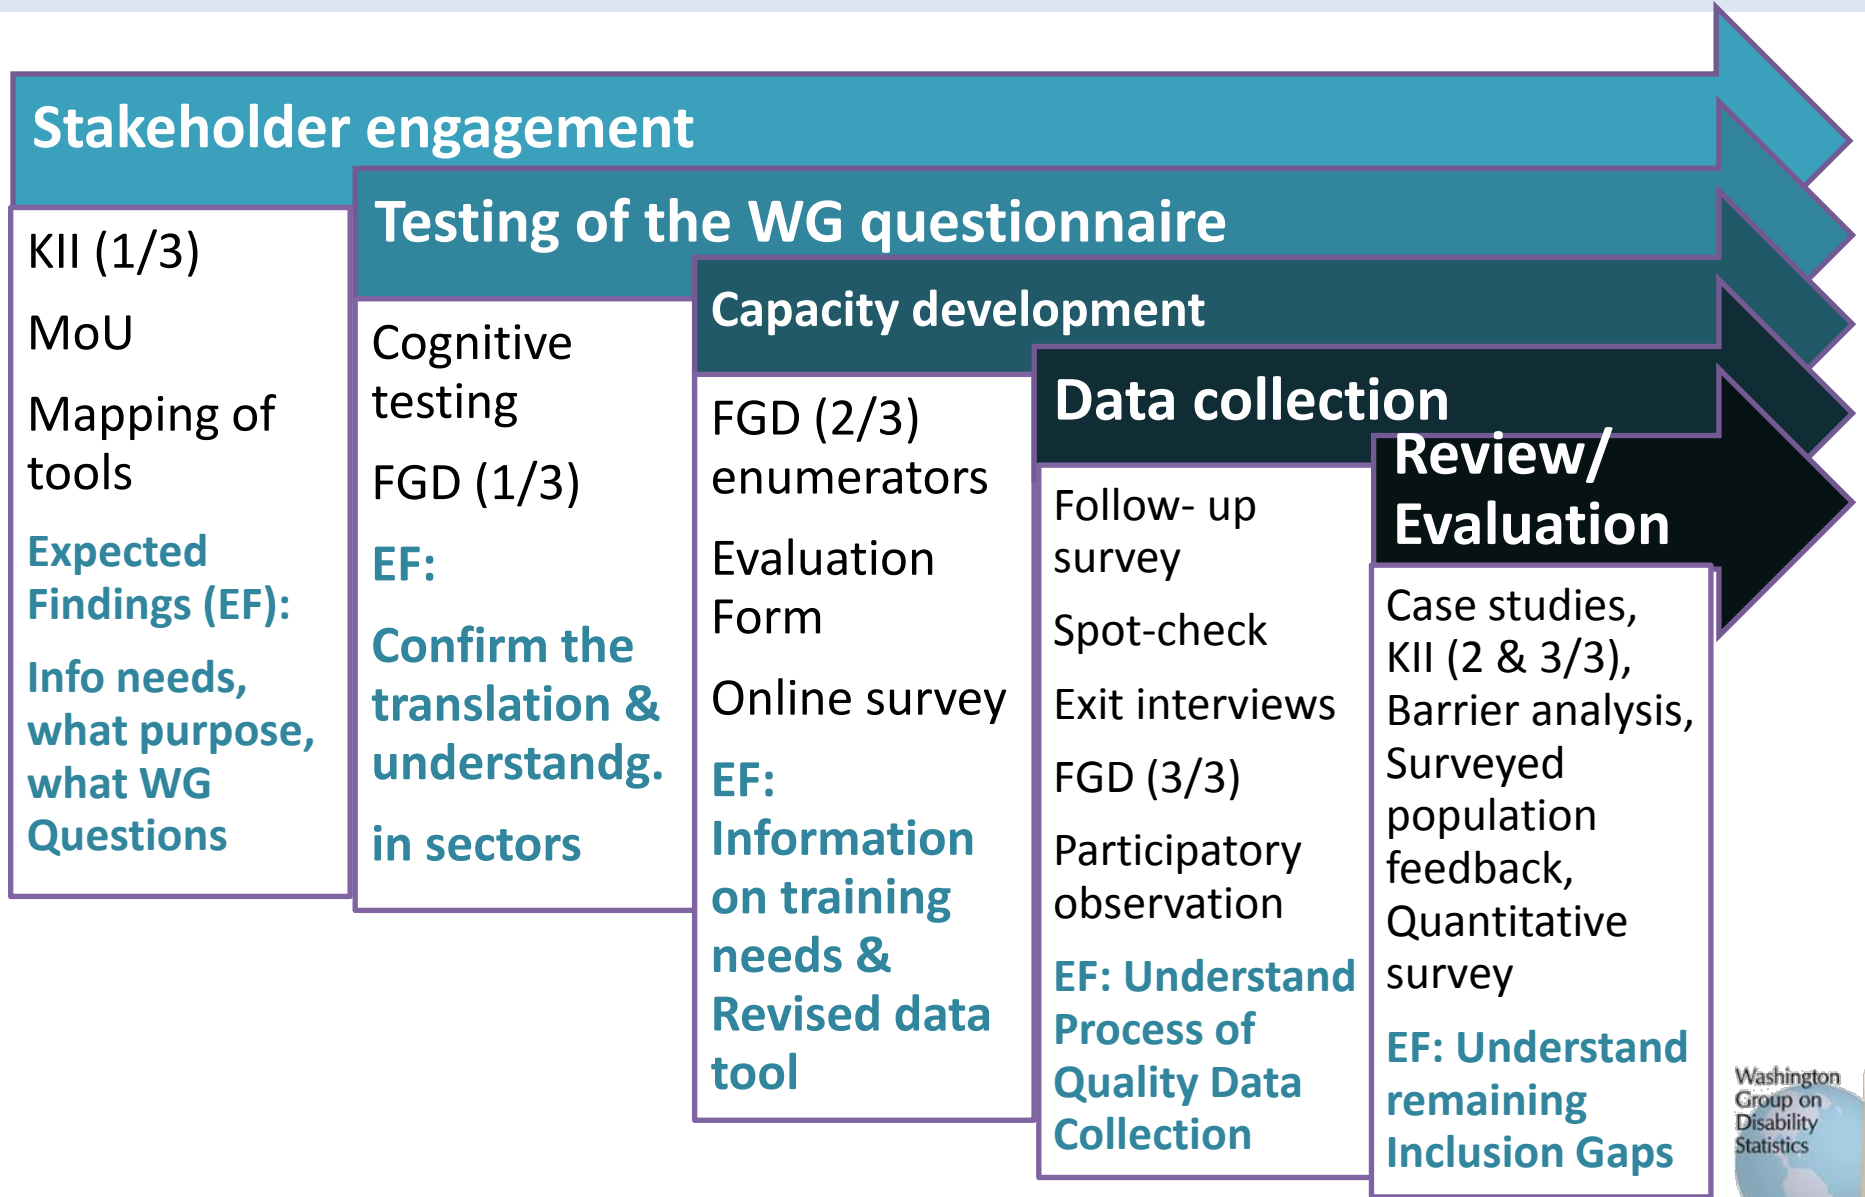 Stakeholder engagement
KII (1/3)
MoU
Mapping of
tools
Expected
Findings (EF):
Info needs,
what purpose,
what WG
Questions
Testing of the WG questionnaire
Cognitive
testing
FGD (1/3)
EF:
Confirm the
translation &
understandg.
in sectors
Capacity development
FGD (2/3)
enumerators
Evaluation
Form
Online survey
EF:
Information
on training
needs &
Revised data
tool
Data collection
Follow- up
survey
Spot-check
Exit interviews
FGD (3/3)
Participatory
observation
EF: Understand
Process of
Quality Data
Collection
Review/
Evaluation
Case studies,
KII (2 & 3/3),
Barrier analysis,
Surveyed
population
feedback,
Quantitative
survey
EF: Understand
remaining
Inclusion Gaps
Washington
Group on
Disability
Statistics